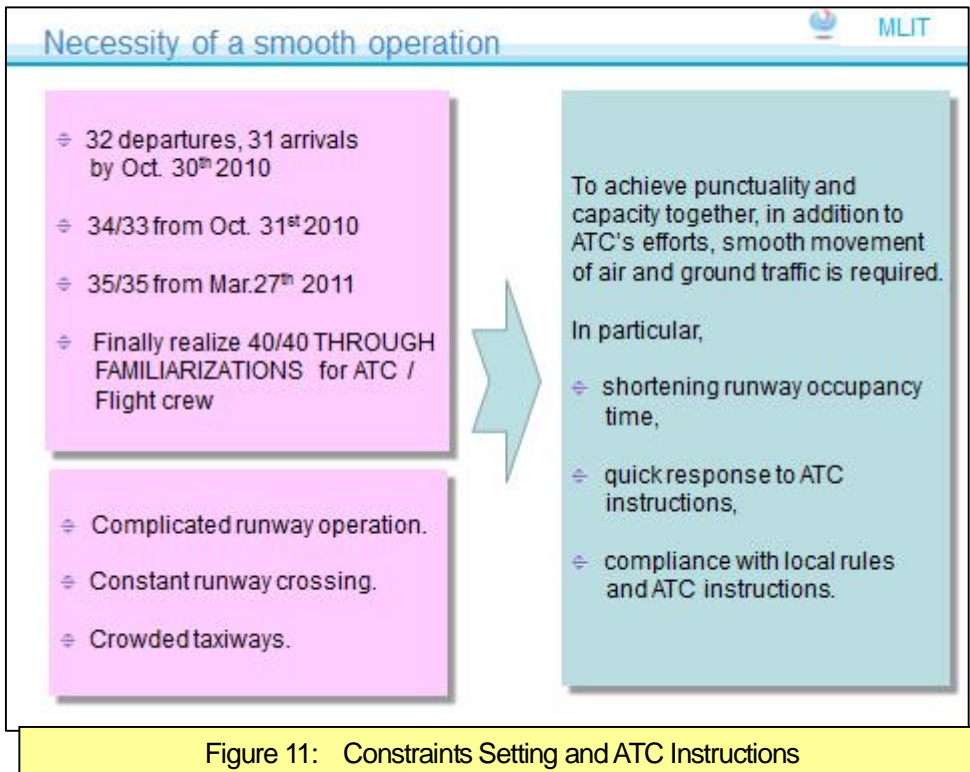 Necessity of a smooth operation
MLIT
÷ 32 departures, 31 arrivals
by Oct. 30th 2010
÷ 34/33 from Oct. 31st 2010
÷ 35/35 from Mar.27th 2011
÷ Finally realize 40/40 THROUGH
FAMILIARIZATIONS for ATC /
Flight crew
÷ Complicated runway operation.
÷ Constant runway crossing.
÷ Crowded taxiways.
To achieve punctuality and
capacity together, in addition to
ATC's efforts, smooth movement
of air and ground traffic is required.
In particular,
÷ shortening runway occupancy
time,
÷ quick response to ATC
instructions,
÷ compliance with local rules
and ATC instructions.
Figure 11: Constraints Setting and ATC Instructions